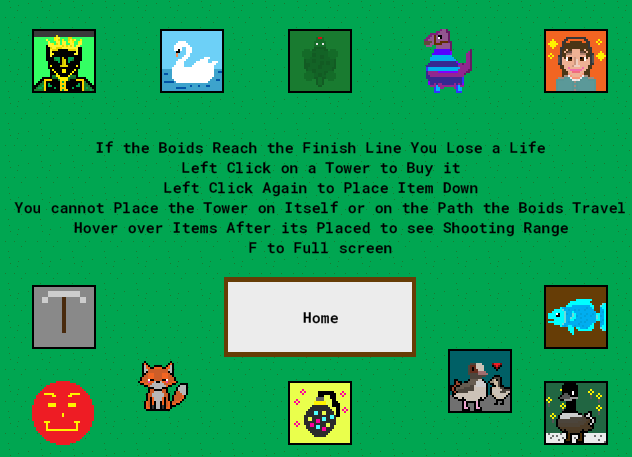 If the Boids Reach the Finish Line You Lose a Life
Left Click on a Tower to Buy it
Left Click Again to Place Item Down
You cannot Place the Tower on Itself or on the Path the Boids Travel
Hover over Items After its Placed to see Shooting Range
F to Full screen
Home